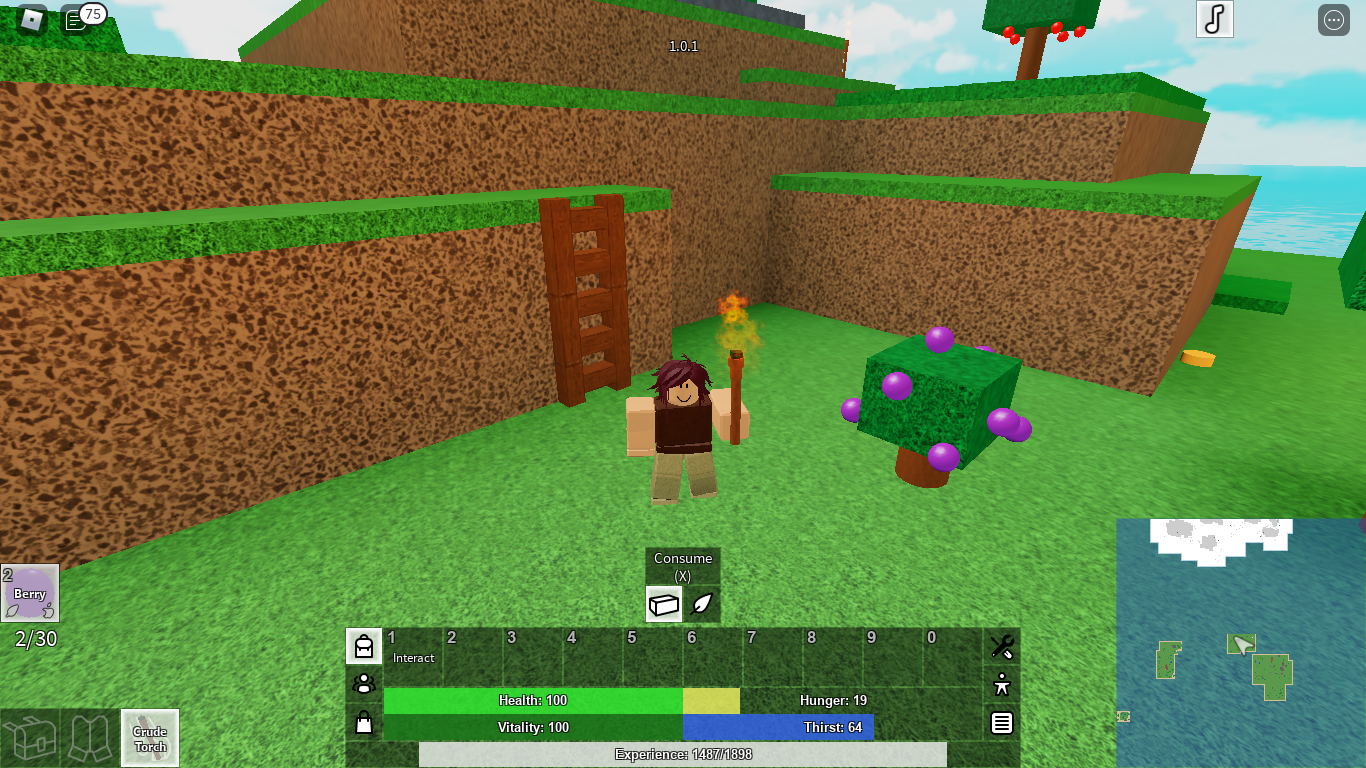 75
1.0.1
Consume
(X)
2
Berry
2/30
1 2 3 4 5 6 7 8 9 0
Interact
Health: 100
Hunger: 19
Vitality: 100
Thirst: 64
Crude
Torch
Experience: 1487/1898